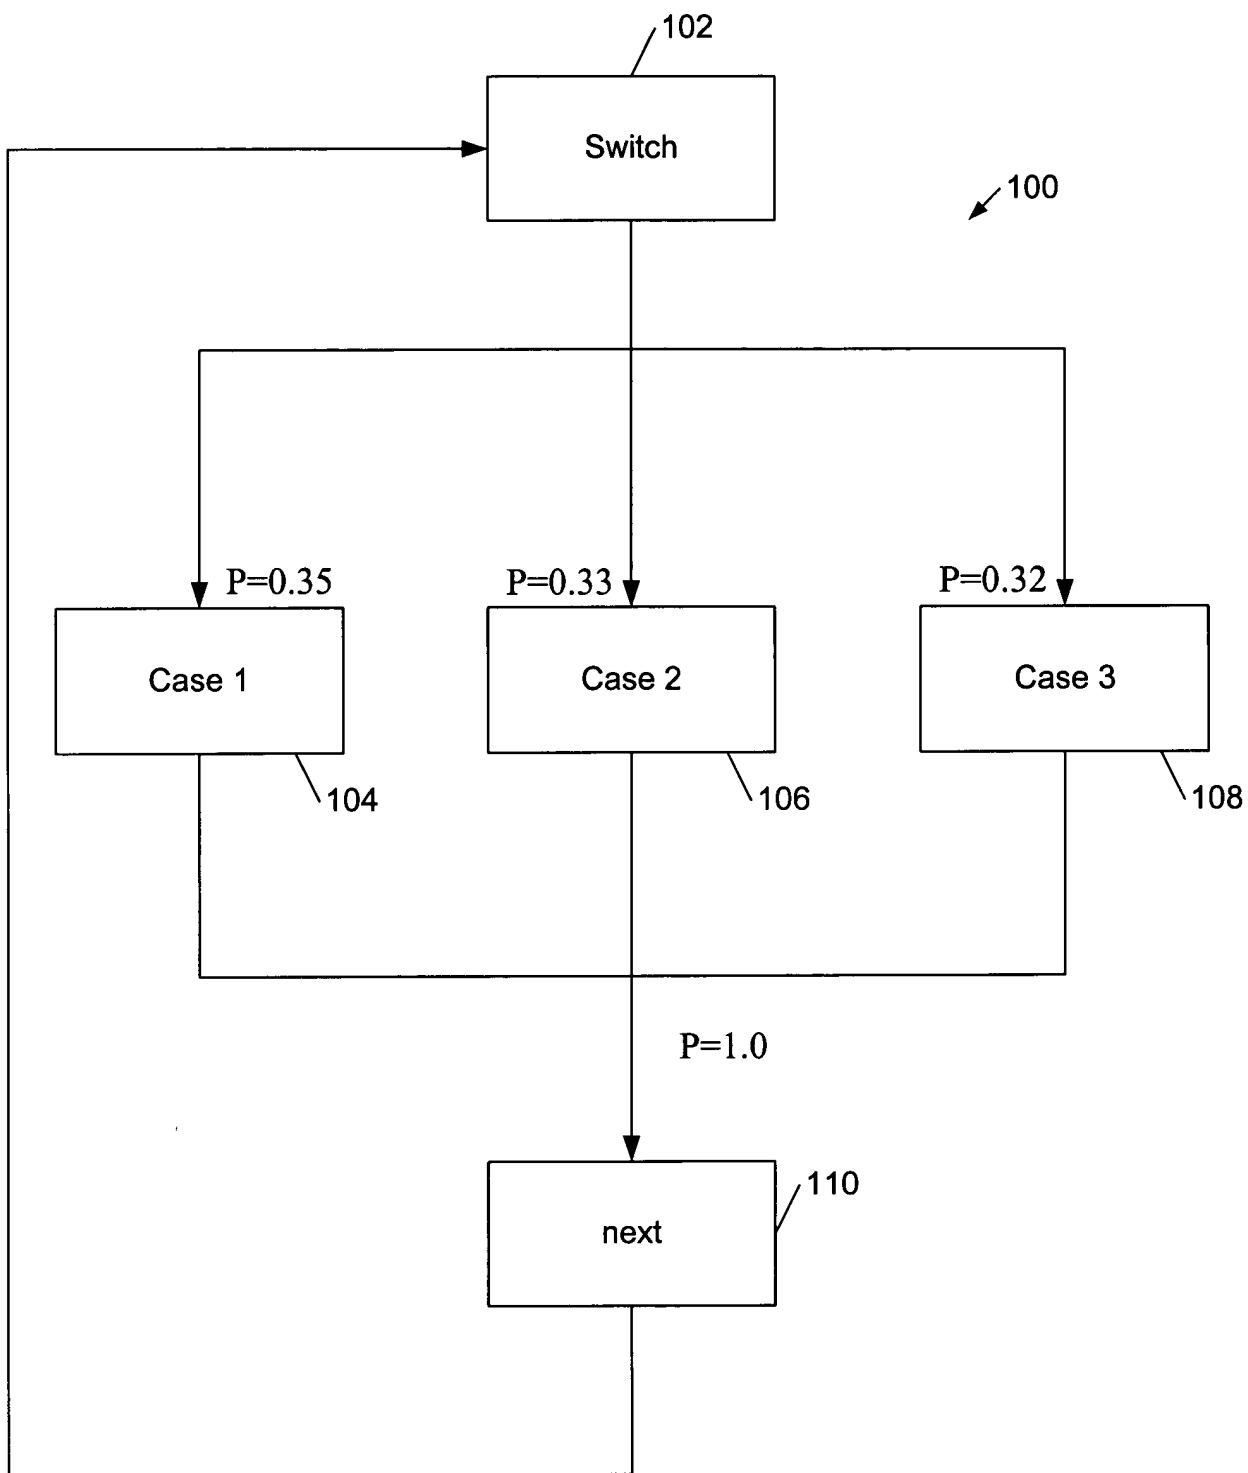 102
Switch
100
P=0.35
P=0.33
P=0.32
Case 1
Case 2
Case 3
104
106
108
P=1.0
110
next